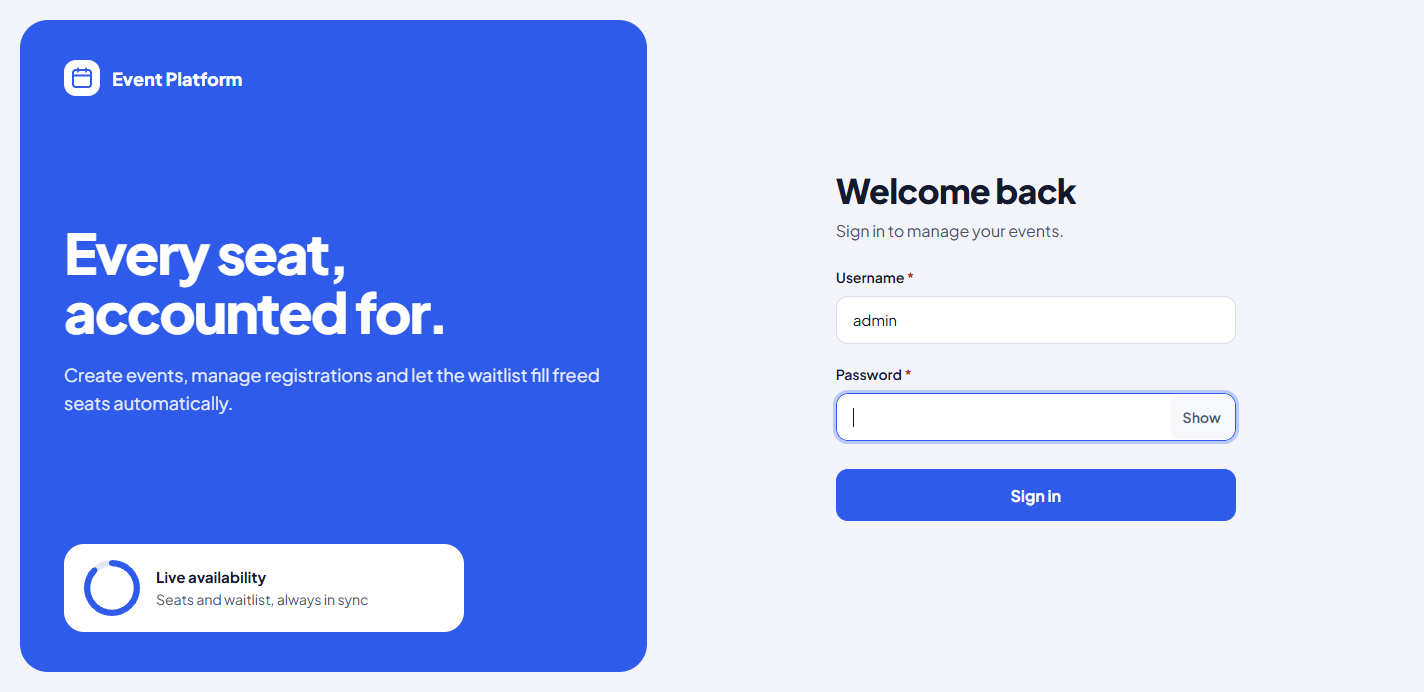 Event Platform
Every seat,
accounted for.
Create events, manage registrations and let the waitlist fill freed
seats automatically.
Live availability
Seats and waitlist, always in sync
Welcome back
Sign in to manage your events.
Username *
admin
Password *
Show
Sign in